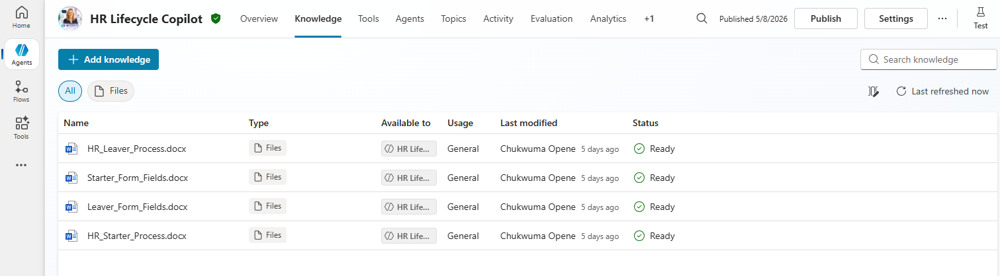 Home
Agents
Flows
Tools
HR Lifecycle Copilot
Overview Knowledge Tools Agents Topics Activity Evaluation Analytics +1
Published 5/8/2026 Publish Settings ... Test
+ Add knowledge
Search knowledge
All Files
Last refreshed now
Name Type Available to Usage Last modified Status
HR_Leaver_Process.docx Files HR Life... General Chukwuma Opene 5 days ago Ready
Starter_Form_Fields.docx Files HR Life... General Chukwuma Opene 5 days ago Ready
Leaver_Form_Fields.docx Files HR Life... General Chukwuma Opene 5 days ago Ready
HR_Starter_Process.docx Files HR Life... General Chukwuma Opene 5 days ago Ready